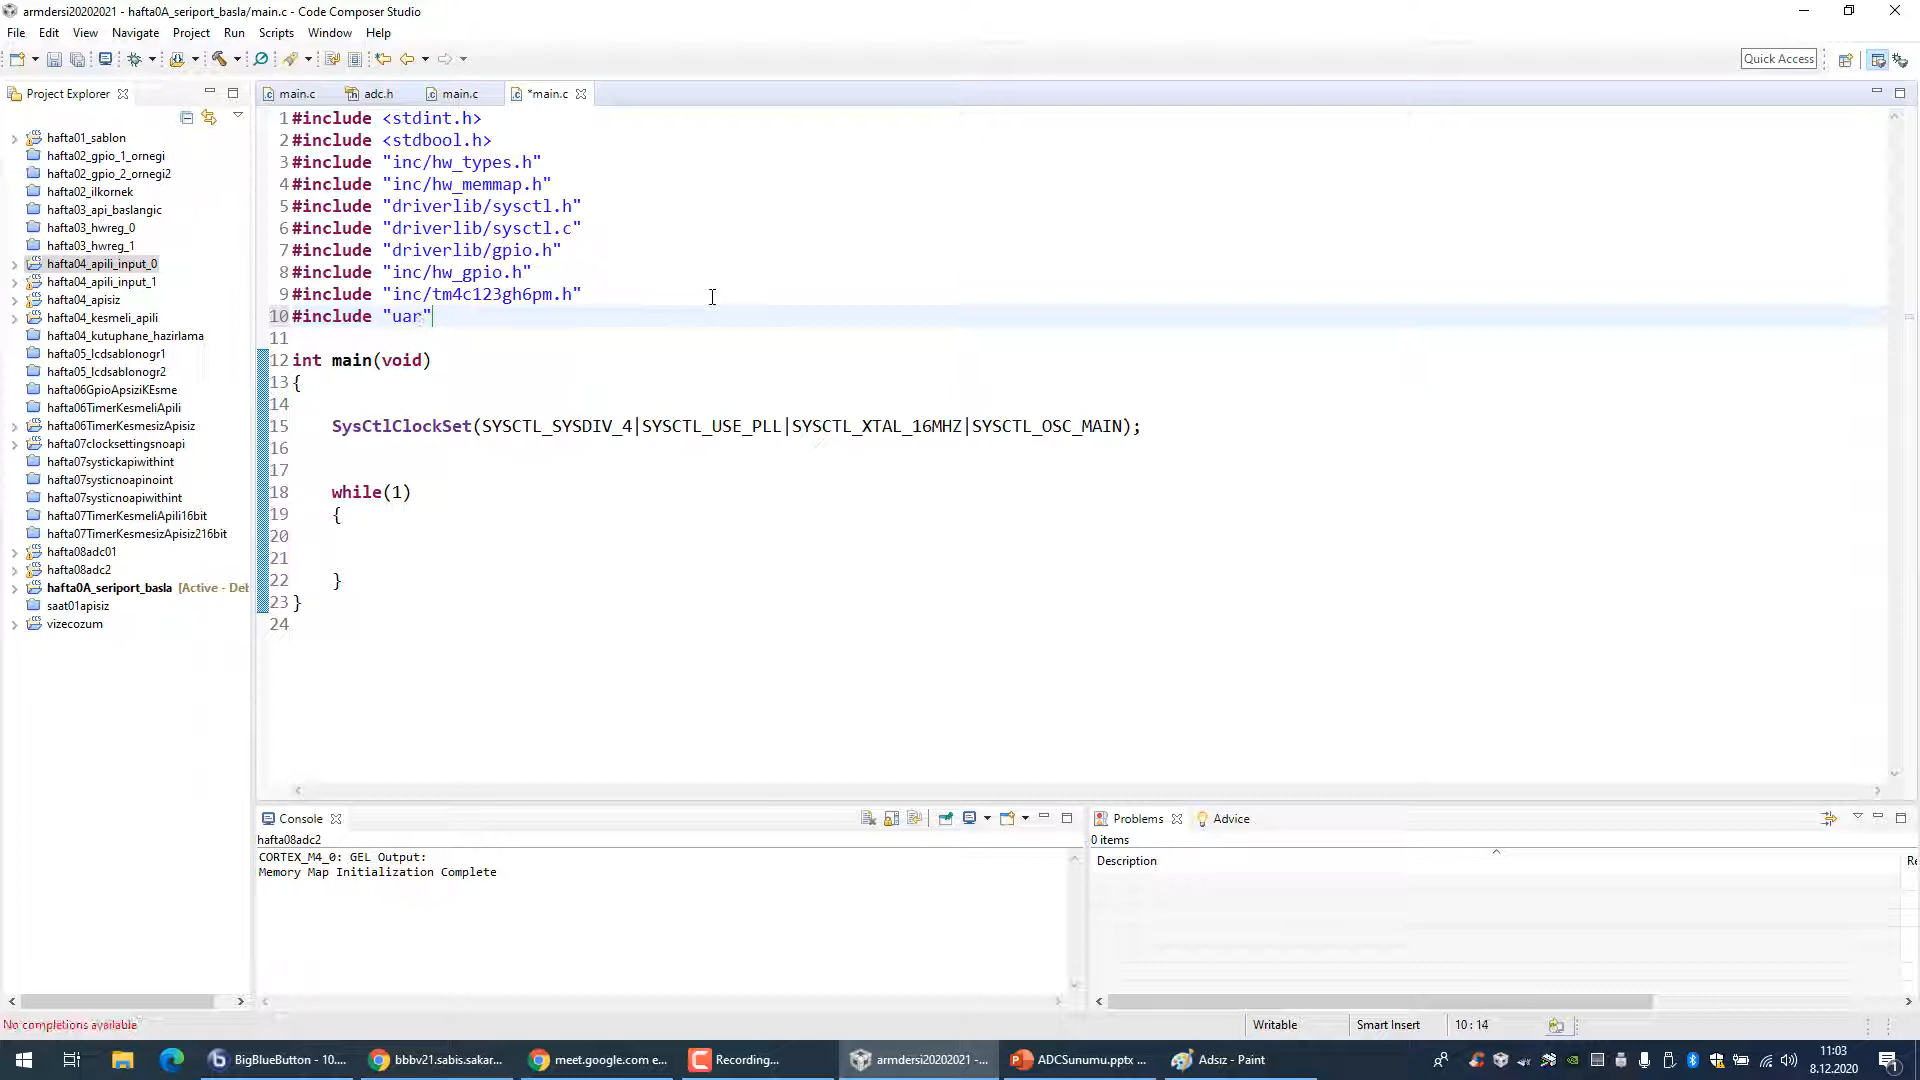 armdersi20202021 - hafta0A_seriport_basla/main.c - Code Composer Studio
File Edit View Navigate Project Run Scripts Window Help
Quick Access
Project Explorer
main.c adc.h main.c *main.c
hafta01_sablon
hafta02_gpio_1_ornegi
hafta02_gpio_2_ornegi2
hafta02_ilkornek
hafta03_api_baslangic
hafta03_hwreg_0
hafta03_hwreg_1
hafta04_apili_input_0
hafta04_apili_input_1
hafta04_apisiz
hafta04_kesmeli_apili
hafta04_kutuphane_hazirlama
hafta05_lcdsablonogr1
hafta05_lcdsablonogr2
hafta06GpioApsiziKEsme
hafta06TimerKesmeliApili
hafta06TimerKesmesizApisiz
hafta07clocksettingsnoapi
hafta07systickapiwithint
hafta07systicnoapinoint
hafta07systicnoapiwithint
hafta07TimerKesmeliApili16bit
hafta07TimerKesmesizApisiz216bit
hafta08adc01
hafta08adc2
hafta0A_seriport_basla [Active - Deb
saat01apisiz
vizecozum
1 #include <stdint.h>
2 #include <stdbool.h>
3 #include "inc/hw_types.h"
4 #include "inc/hw_memmap.h"
5 #include "driverlib/sysctl.h"
6 #include "driverlib/sysctl.c"
7 #include "driverlib/gpio.h"
8 #include "inc/hw_gpio.h"
9 #include "inc/tm4c123gh6pm.h"
10 #include "uar"
11
12 int main(void)
13 {
14
15 SysCtlClockSet(SYSCTL_SYSDIV_4|SYSCTL_USE_PLL|SYSCTL_XTAL_16MHZ|SYSCTL_OSC_MAIN);
16
17
18 while(1)
19 {
20
21
22 }
23 }
24
Console
hafta08adc2
CORTEX_M4_0: GEL Output:
Memory Map Initialization Complete
Problems Advice
0 items
Description Re
No completions available
Writable Smart Insert 10 : 14
BigBlueButton - 10....
bbbv21.sabis.sakar...
meet.google.com e...
Recording...
armdersi20202021 -...
ADCSunumu.pptx ...
Adsız - Paint
11:03
8.12.2020
1